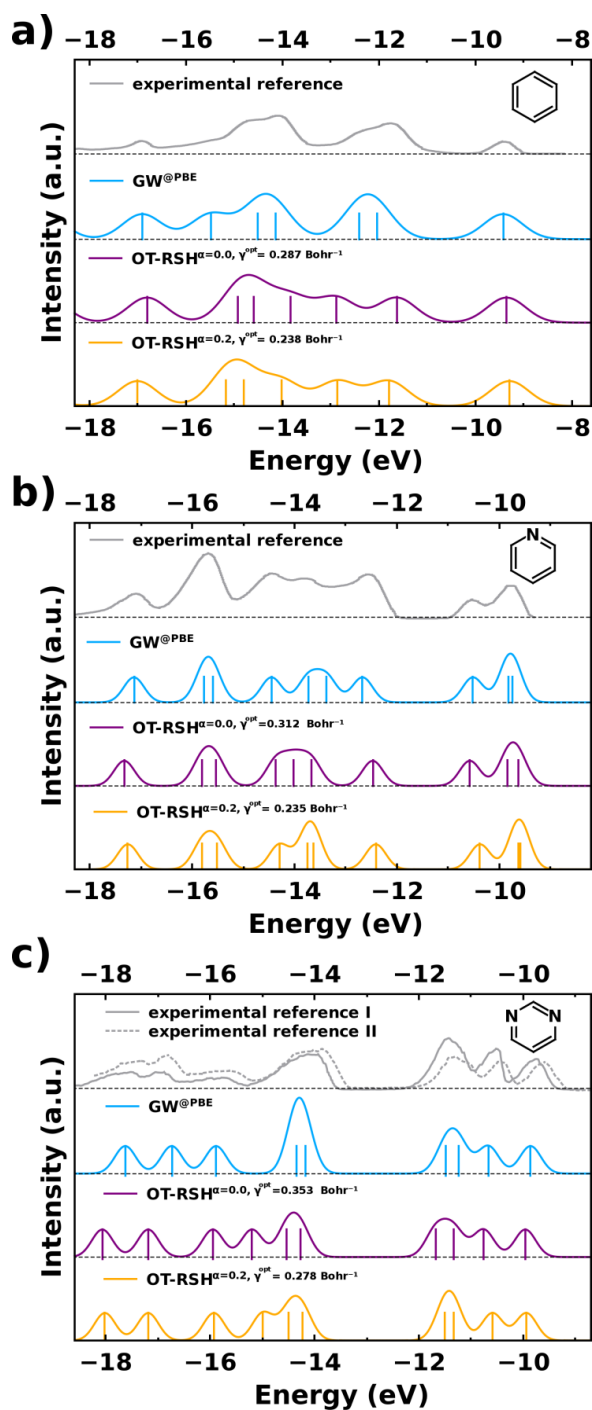 a)
−18 −16 −14 −12 −10 −8
experimental reference
GW@PBE
OT-RSHα=0.0, γopt= 0.287 Bohr−1
OT-RSHα=0.2, γopt= 0.238 Bohr−1
Intensity (a.u.)
−18 −16 −14 −12 −10 −8
Energy (eV)
b)
−18 −16 −14 −12 −10
experimental reference
N
GW@PBE
OT-RSHα=0.0, γopt=0.312 Bohr−1
OT-RSHα=0.2, γopt= 0.235 Bohr−1
Intensity (a.u.)
−18 −16 −14 −12 −10
Energy (eV)
c)
−18 −16 −14 −12 −10
experimental reference I
experimental reference II
N N
GW@PBE
OT-RSHα=0.0, γopt=0.353 Bohr−1
OT-RSHα=0.2, γopt = 0.278 Bohr−1
Intensity (a.u.)
−18 −16 −14 −12 −10
Energy (eV)